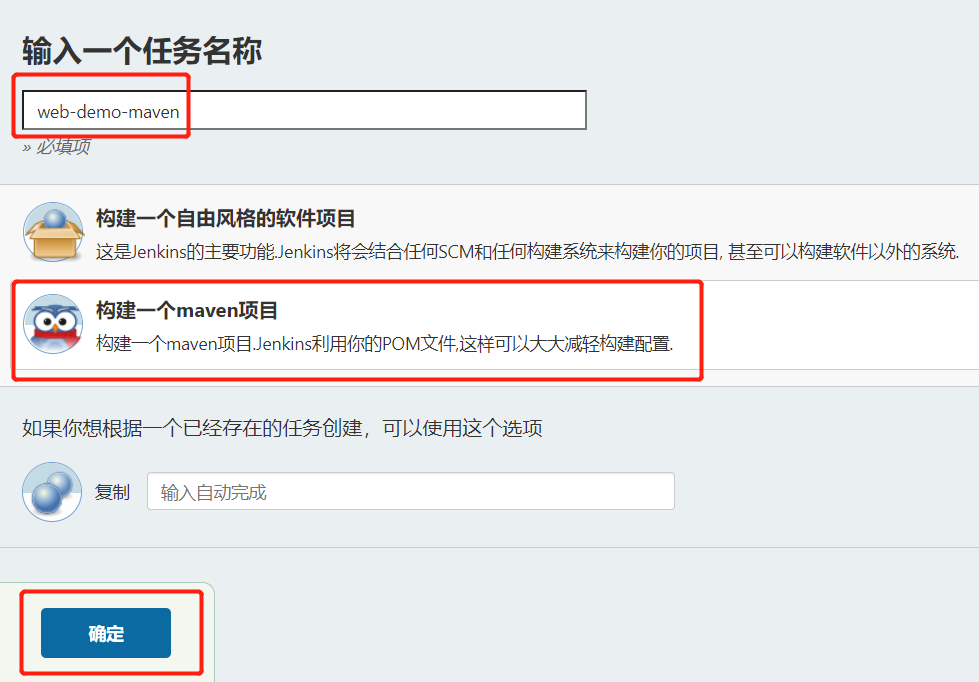 输入一个任务名称
web-demo-maven
» 必填项
构建一个自由风格的软件项目
这是Jenkins的主要功能.Jenkins将会结合任何SCM和任何构建系统来构建你的项目, 甚至可以构建软件以外的系统.
构建一个maven项目
构建一个maven项目.Jenkins利用你的POM文件,这样可以大大减轻构建配置.
如果你想根据一个已经存在的任务创建，可以使用这个选项
复制 输入自动完成
确定